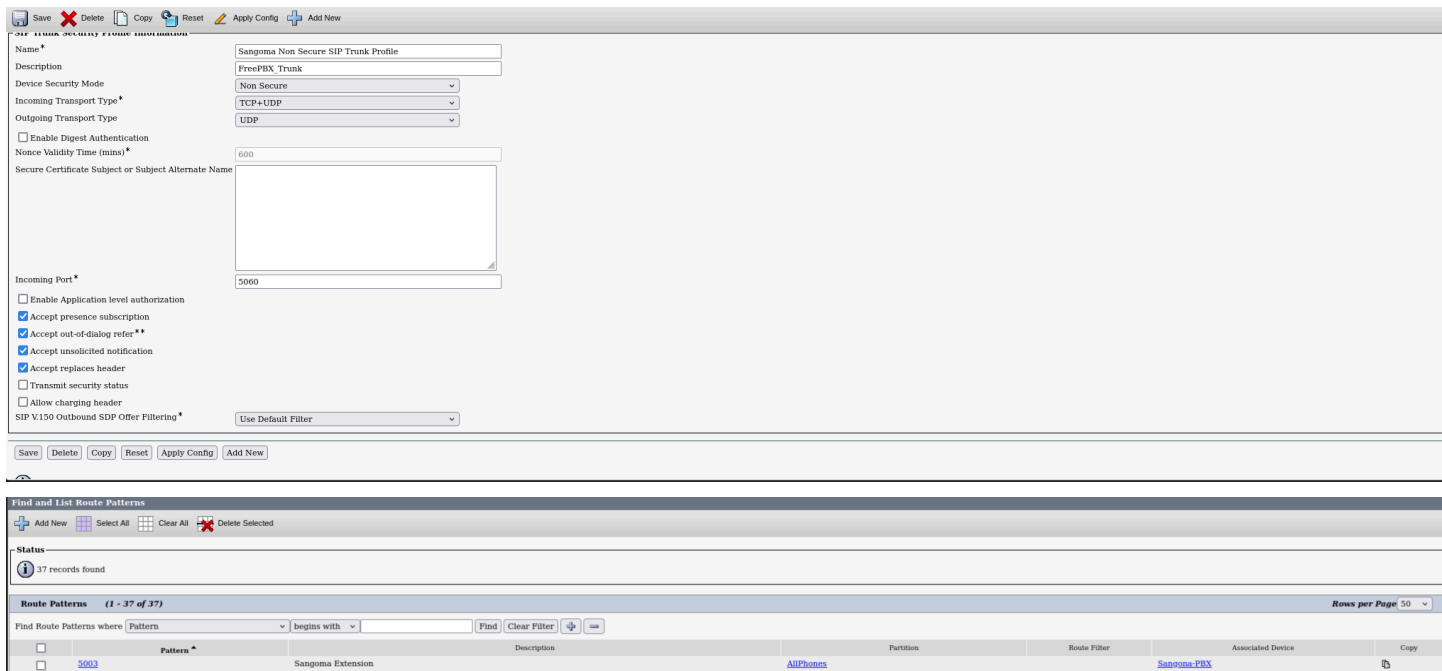 Save Delete Copy Reset Apply Config Add New
SIP Trunk Security Profile Information
Name* Sangoma Non Secure SIP Trunk Profile
Description FreePBX_Trunk
Device Security Mode Non Secure
Incoming Transport Type* TCP+UDP
Outgoing Transport Type UDP
Enable Digest Authentication
Nonce Validity Time (mins)* 600
Secure Certificate Subject or Subject Alternate Name
Incoming Port* 5060
Enable Application level authorization
Accept presence subscription
Accept out-of-dialog refer**
Accept unsolicited notification
Accept replaces header
Transmit security status
Allow charging header
SIP V.150 Outbound SDP Offer Filtering* Use Default Filter
Save Delete Copy Reset Apply Config Add New
Find and List Route Patterns
Add New Select All Clear All Delete Selected
Status
37 records found
Route Patterns (1 - 37 of 37) Rows per Page 50
Find Route Patterns where Pattern begins with Find Clear Filter
Pattern Description Partition Route Filter Associated Device Copy
5003 Sangoma Extension AllPhones Sangona-PBX